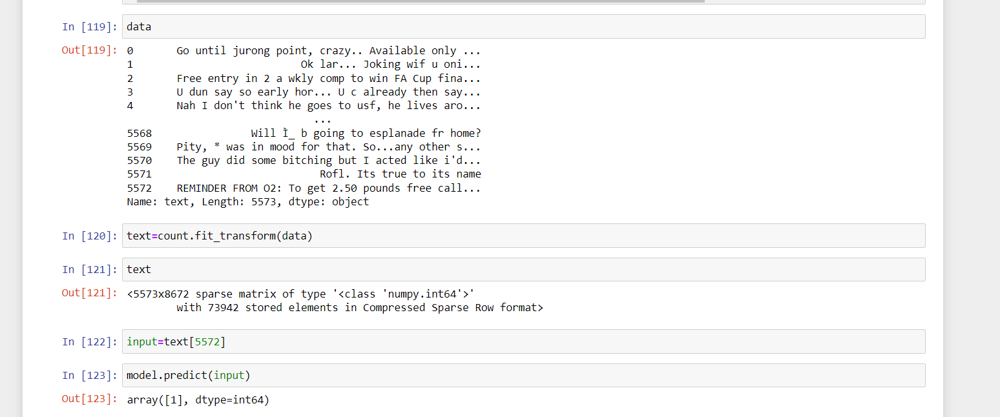 In [119]: data
Out[119]: 0 Go until jurong point, crazy.. Available only ...
1 Ok lar... Joking wif u oni...
2 Free entry in 2 a wkly comp to win FA Cup fina...
3 U dun say so early hor... U c already then say...
4 Nah I don't think he goes to usf, he lives aro...
...
5568 Will Ì_ b going to esplanade fr home?
5569 Pity, * was in mood for that. So...any other s...
5570 The guy did some bitching but I acted like i'd...
5571 Rofl. Its true to its name
5572 REMINDER FROM O2: To get 2.50 pounds free call...
Name: text, Length: 5573, dtype: object
In [120]: text=count.fit_transform(data)
In [121]: text
Out[121]: <5573x8672 sparse matrix of type '<class 'numpy.int64'>'
with 73942 stored elements in Compressed Sparse Row format>
In [122]: input=text[5572]
In [123]: model.predict(input)
Out[123]: array([1], dtype=int64)